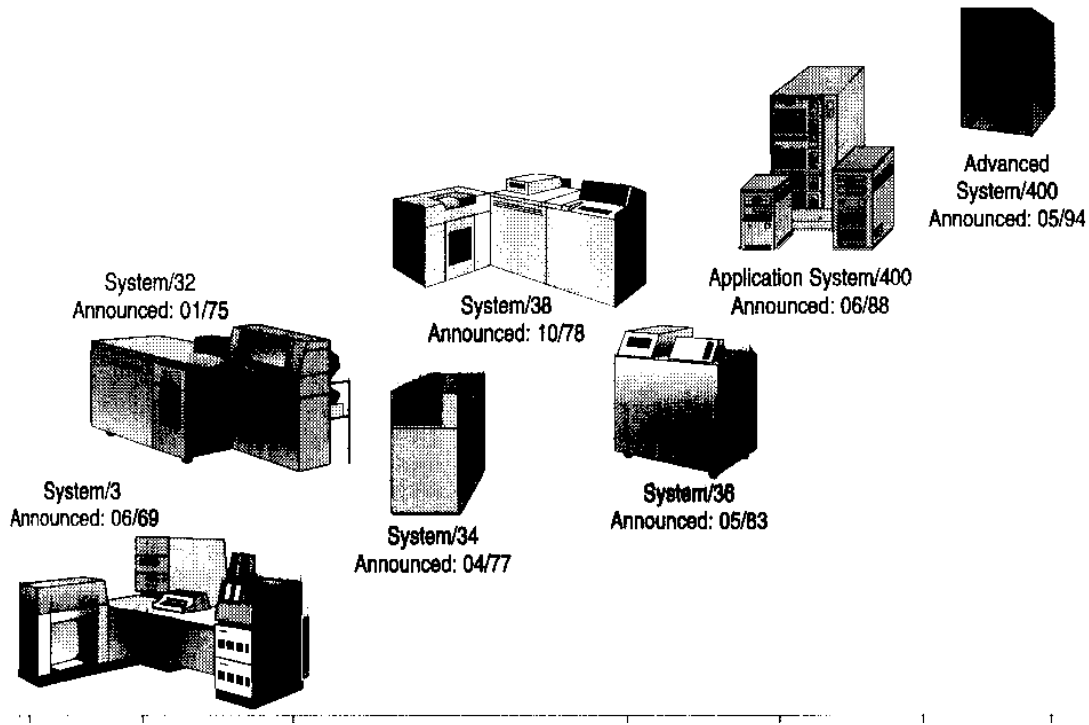 Advanced
System/400
Announced: 05/94
Application System/400
Announced: 06/88
System/38
Announced: 10/78
System/32
Announced: 01/75
System/36
Announced: 05/83
System/34
Announced: 04/77
System/3
Announced: 06/69